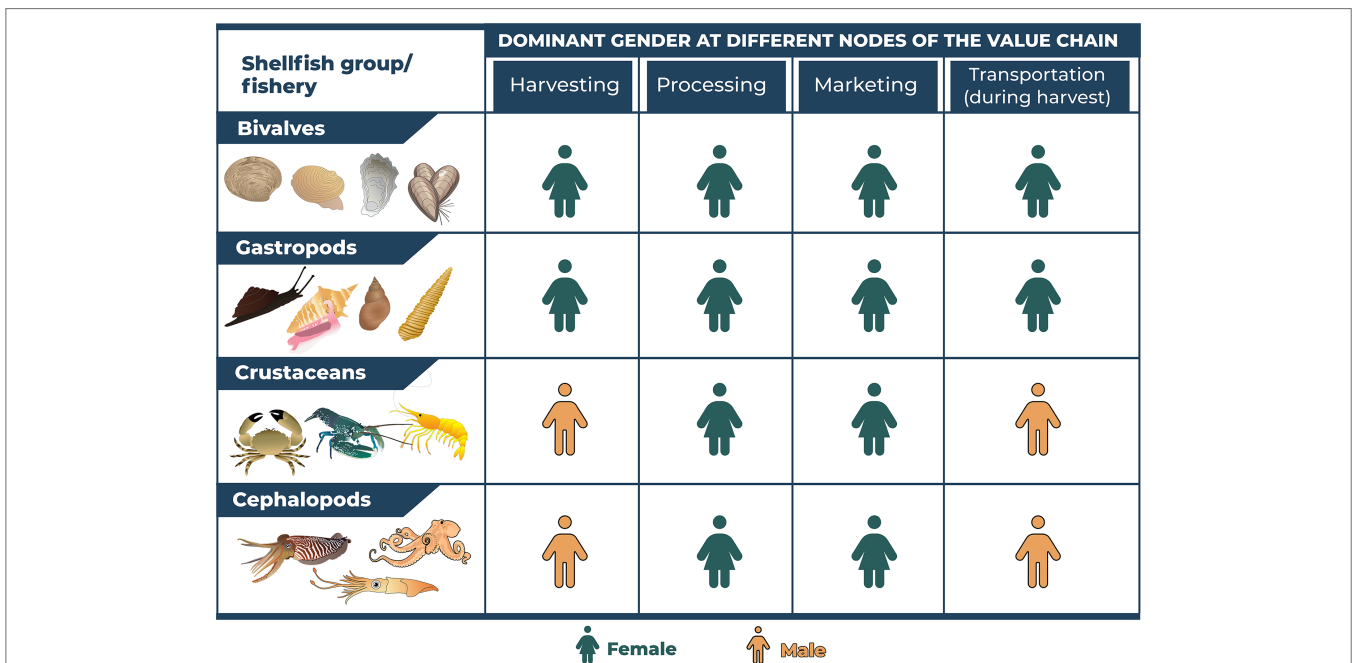 Shellfish group/
fishery
DOMINANT GENDER AT DIFFERENT NODES OF THE VALUE CHAIN
Harvesting
Processing
Marketing
Transportation
(during harvest)
Bivalves
Gastropods
Crustaceans
Cephalopods
Female
Male